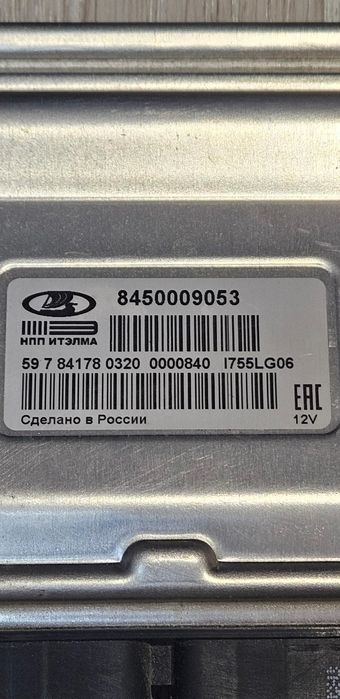 8450009053
НПП ИТЭЛМА
59 7 84178 0320 0000840 I755LG06
Сделано в России
EAC
12V